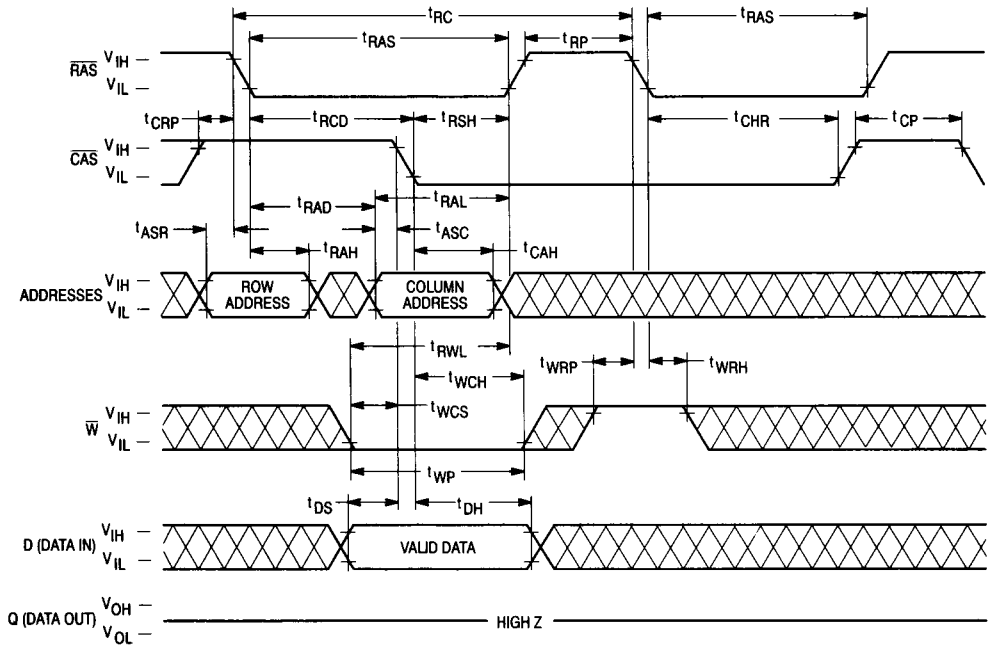 tRC
tRAS
tRAS
tRP
RAS
VIH
VIL
tCRP
tRCD
tRSH
tCHR
tCP
CAS
VIH
VIL
tRAD
tRAL
tASR
tASC
tRAH
tCAH
ADDRESSES
VIH
VIL
ROW
ADDRESS
COLUMN
ADDRESS
tRWL
tWRP
tWRH
tWCH
tWCS
W
VIH
VIL
tWP
tDS
tDH
D (DATA IN)
VIH
VIL
VALID DATA
Q (DATA OUT)
VOH
VOL
HIGH Z